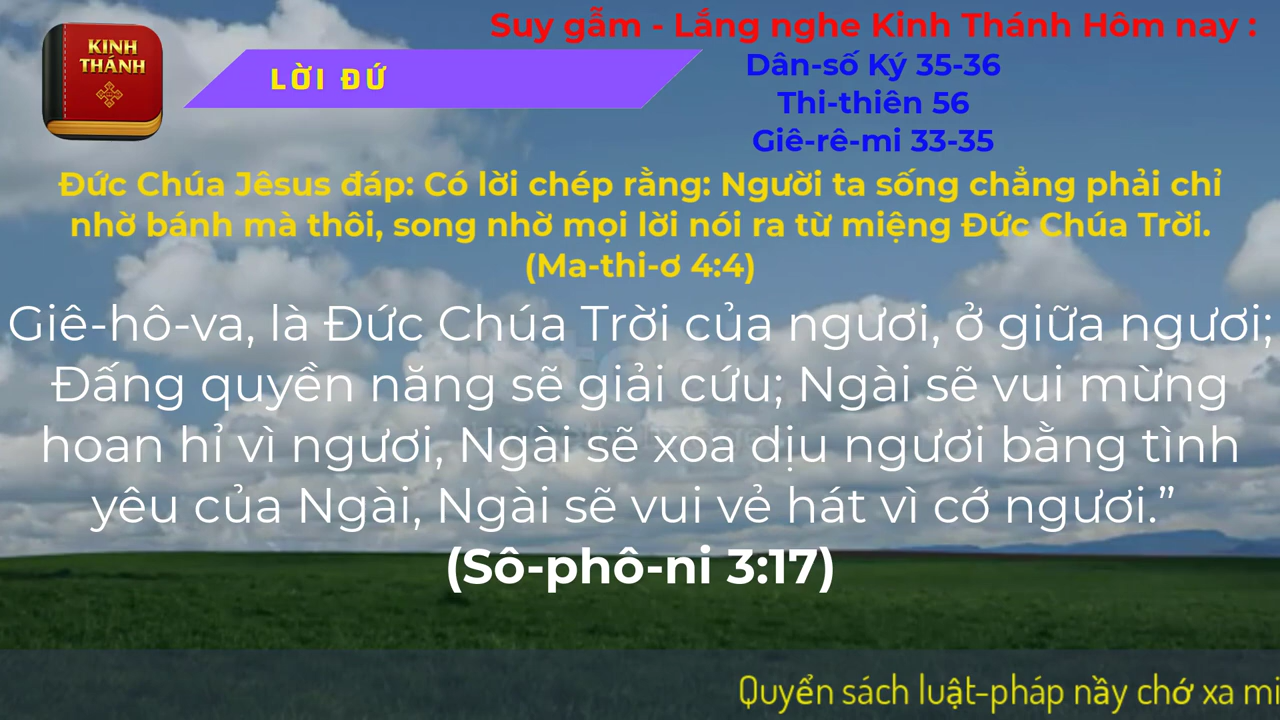 Suy gẫm - Lắng nghe Kinh Thánh Hôm nay :
KINH
THÁNH
LỜI ĐỨ
Dân-số Ký 35-36
Thi-thiên 56
Giê-rê-mi 33-35
Đức Chúa Jêsus đáp: Có lời chép rằng: Người ta sống chẳng phải chỉ
nhờ bánh mà thôi, song nhờ mọi lời nói ra từ miệng Đức Chúa Trời.
(Ma-thi-ơ 4:4)
Giê-hô-va, là Đức Chúa Trời của ngươi, ở giữa ngươi;
Đấng quyền năng sẽ giải cứu; Ngài sẽ vui mừng
hoan hỉ vì ngươi, Ngài sẽ xoa dịu ngươi bằng tình
yêu của Ngài, Ngài sẽ vui vẻ hát vì cớ ngươi.”
(Sô-phô-ni 3:17)
Quyển sách luật-pháp nầy chớ xa mi